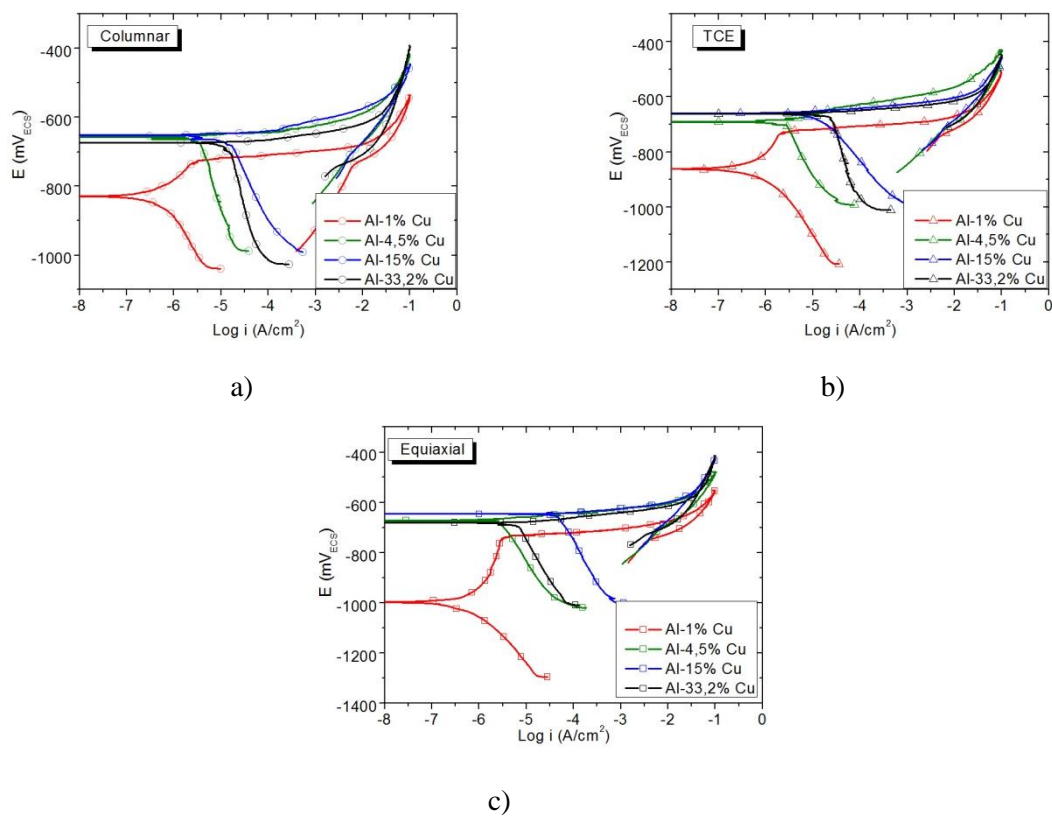 Columnar
-400
-600
-800
-1000
E (mV_ECS)
Al-1% Cu
Al-4,5% Cu
Al-15% Cu
Al-33,2% Cu
-8 -7 -6 -5 -4 -3 -2 -1 0
Log i (A/cm²)
a)
TCE
-400
-600
-800
-1000
-1200
E (mV_ECS)
Al-1% Cu
Al-4,5% Cu
Al-15% Cu
Al-33,2% Cu
-8 -7 -6 -5 -4 -3 -2 -1 0
Log i (A/cm²)
b)
Equiaxial
-400
-600
-800
-1000
-1200
-1400
E (mV_ECS)
Al-1% Cu
Al-4,5% Cu
Al-15% Cu
Al-33,2% Cu
-8 -7 -6 -5 -4 -3 -2 -1 0
Log i (A/cm²)
c)